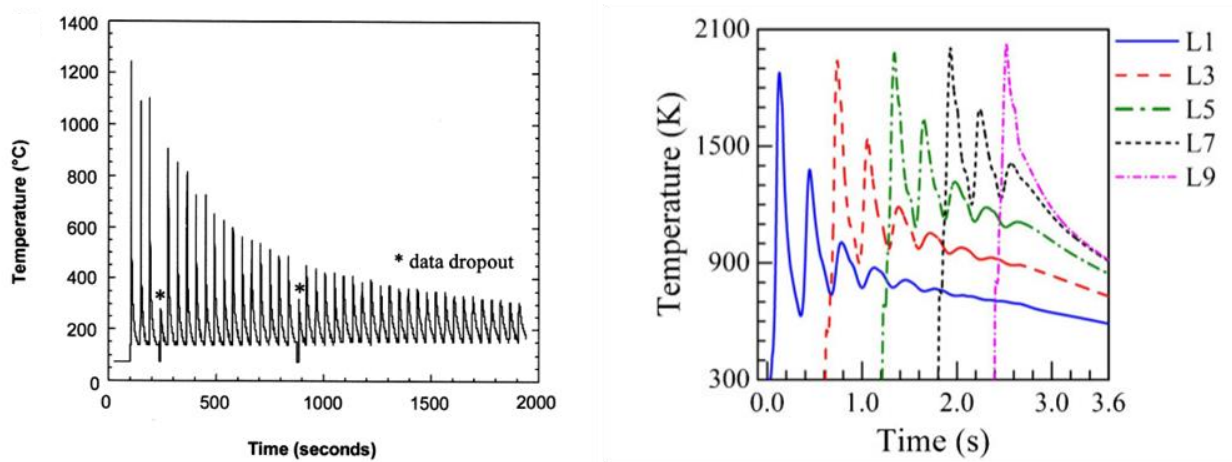 1400
1200
1000
800
600
400
200
0
Temperature (°C)
* data dropout
*
*
0 500 1000 1500 2000
Time (seconds)
2100
1500
900
300
Temperature (K)
L1
L3
L5
L7
L9
0.0 1.0 2.0 3.0 3.6
Time (s)